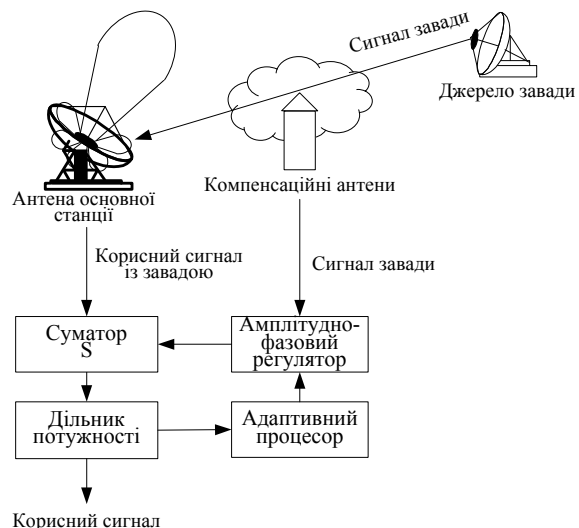 Сигнал завади
Джерело завади
Компенсаційні антени
Антена основної
станції
Корисний сигнал
із завадою
Сигнал завади
Суматор
S
Амплітудно-
фазовий
регулятор
Дільник
потужності
Адаптивний
процесор
Корисний сигнал